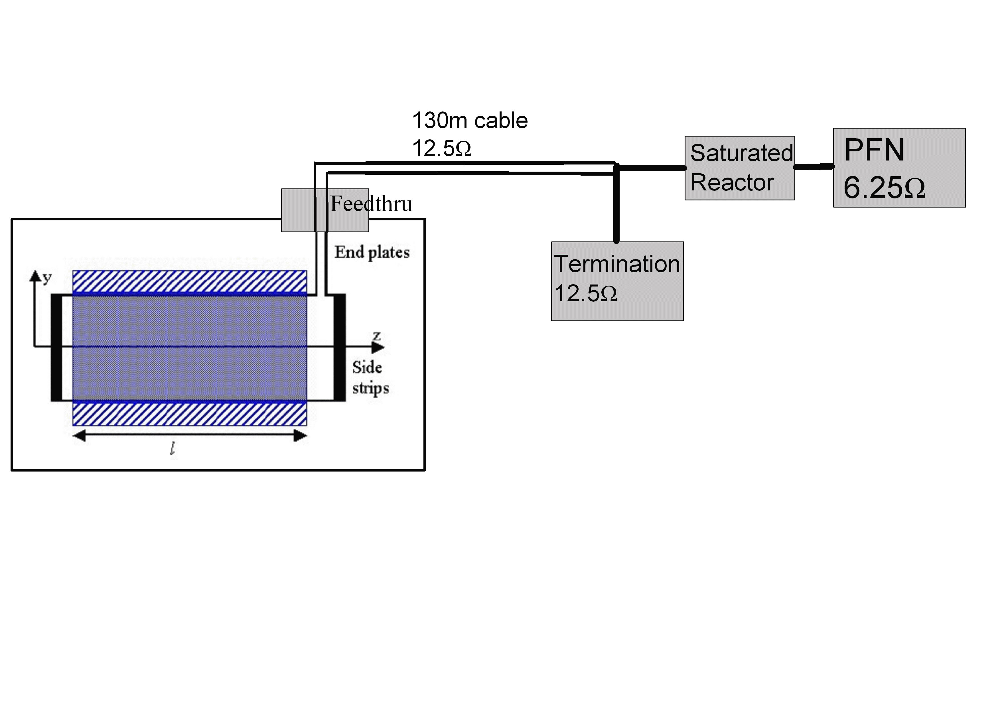 130m cable
12.5Ω
Saturated
Reactor
PFN
6.25Ω
Feedthru
End plates
Termination
12.5Ω
y
z
Side
strips
l